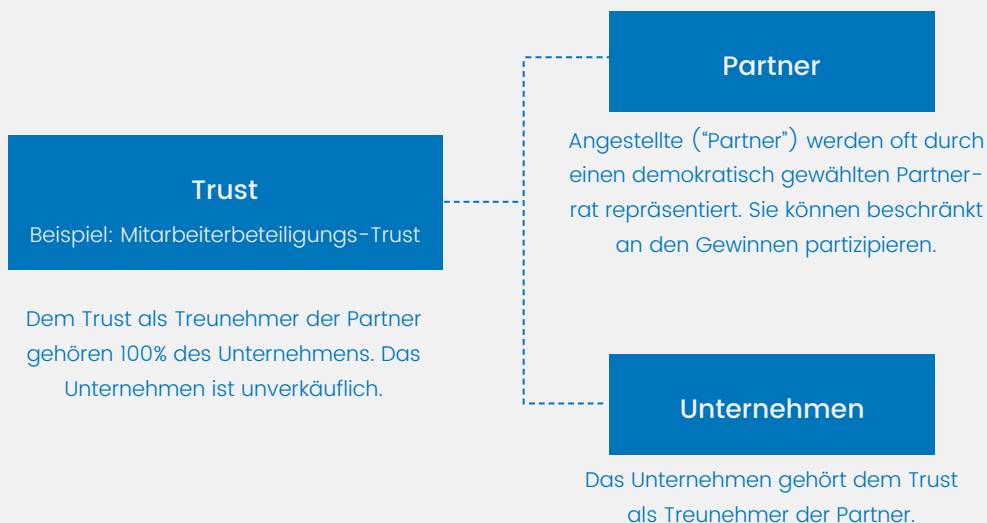 Trust
Beispiel: Mitarbeiterbeteiligungs-Trust
Dem Trust als Treunehmer der Partner
gehören 100% des Unternehmens. Das
Unternehmen ist unverkäuflich.
Partner
Angestellte (“Partner”) werden oft durch
einen demokratisch gewählten Partner-
rat repräsentiert. Sie können beschränkt
an den Gewinnen partizipieren.
Unternehmen
Das Unternehmen gehört dem Trust
als Treunehmer der Partner.